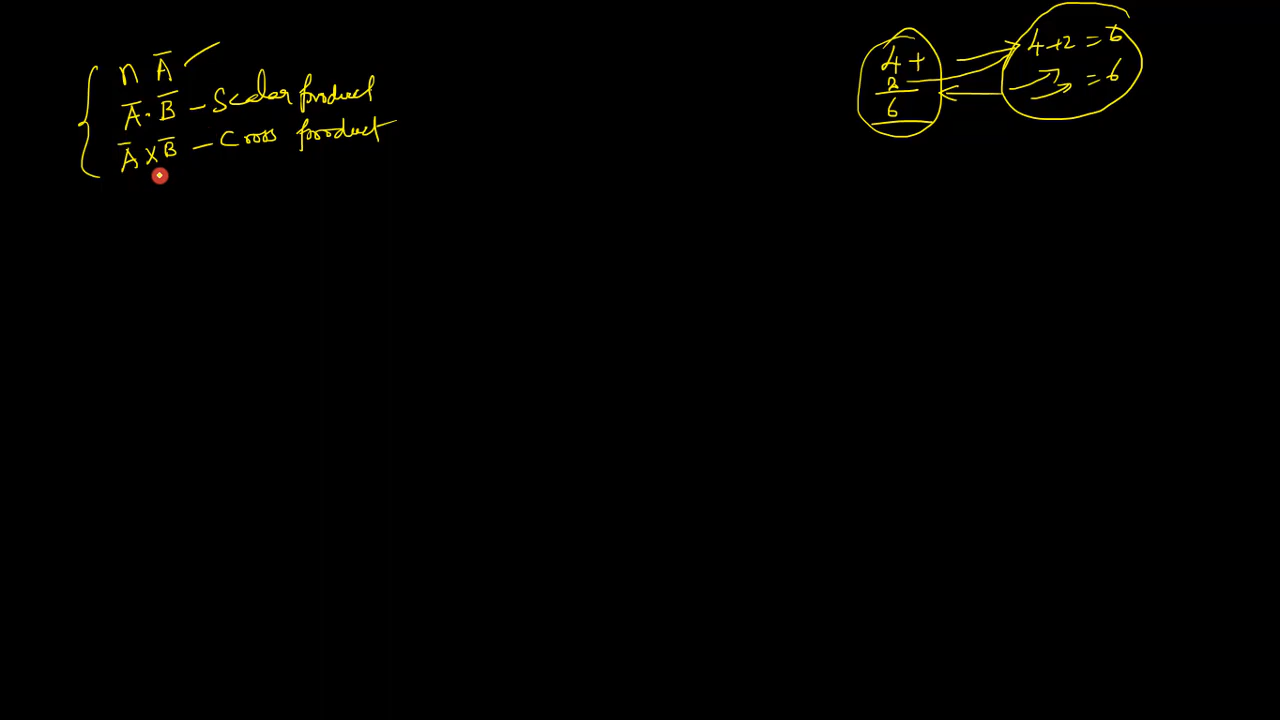 n A̅
A̅ · B̅ – Scalar product
A̅ × B̅ – Cross product
4 +
2
6
4 + 2 = 6
= 6